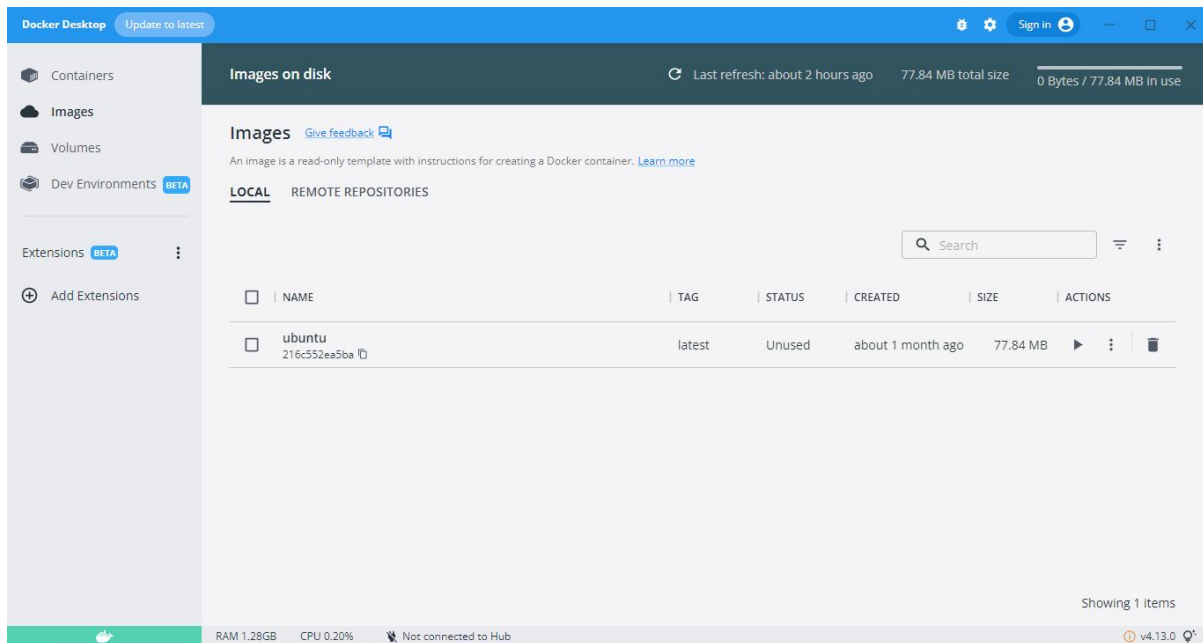 Docker Desktop Update to latest Sign in
Containers
Images
Volumes
Dev Environments BETA
Extensions BETA
Add Extensions
Images on disk Last refresh: about 2 hours ago 77.84 MB total size 0 Bytes / 77.84 MB in use
Images Give feedback
An image is a read-only template with instructions for creating a Docker container. Learn more
LOCAL REMOTE REPOSITORIES
Search
NAME TAG STATUS CREATED SIZE ACTIONS
ubuntu latest Unused about 1 month ago 77.84 MB
216c552ea5ba
Showing 1 items
RAM 1.28GB CPU 0.20% Not connected to Hub v4.13.0